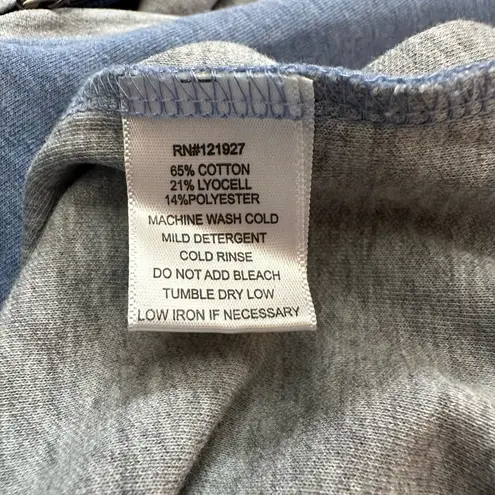 RN#121927
65% COTTON
21% LYOCELL
14%POLYESTER
MACHINE WASH COLD
MILD DETERGENT
COLD RINSE
DO NOT ADD BLEACH
TUMBLE DRY LOW
LOW IRON IF NECESSARY